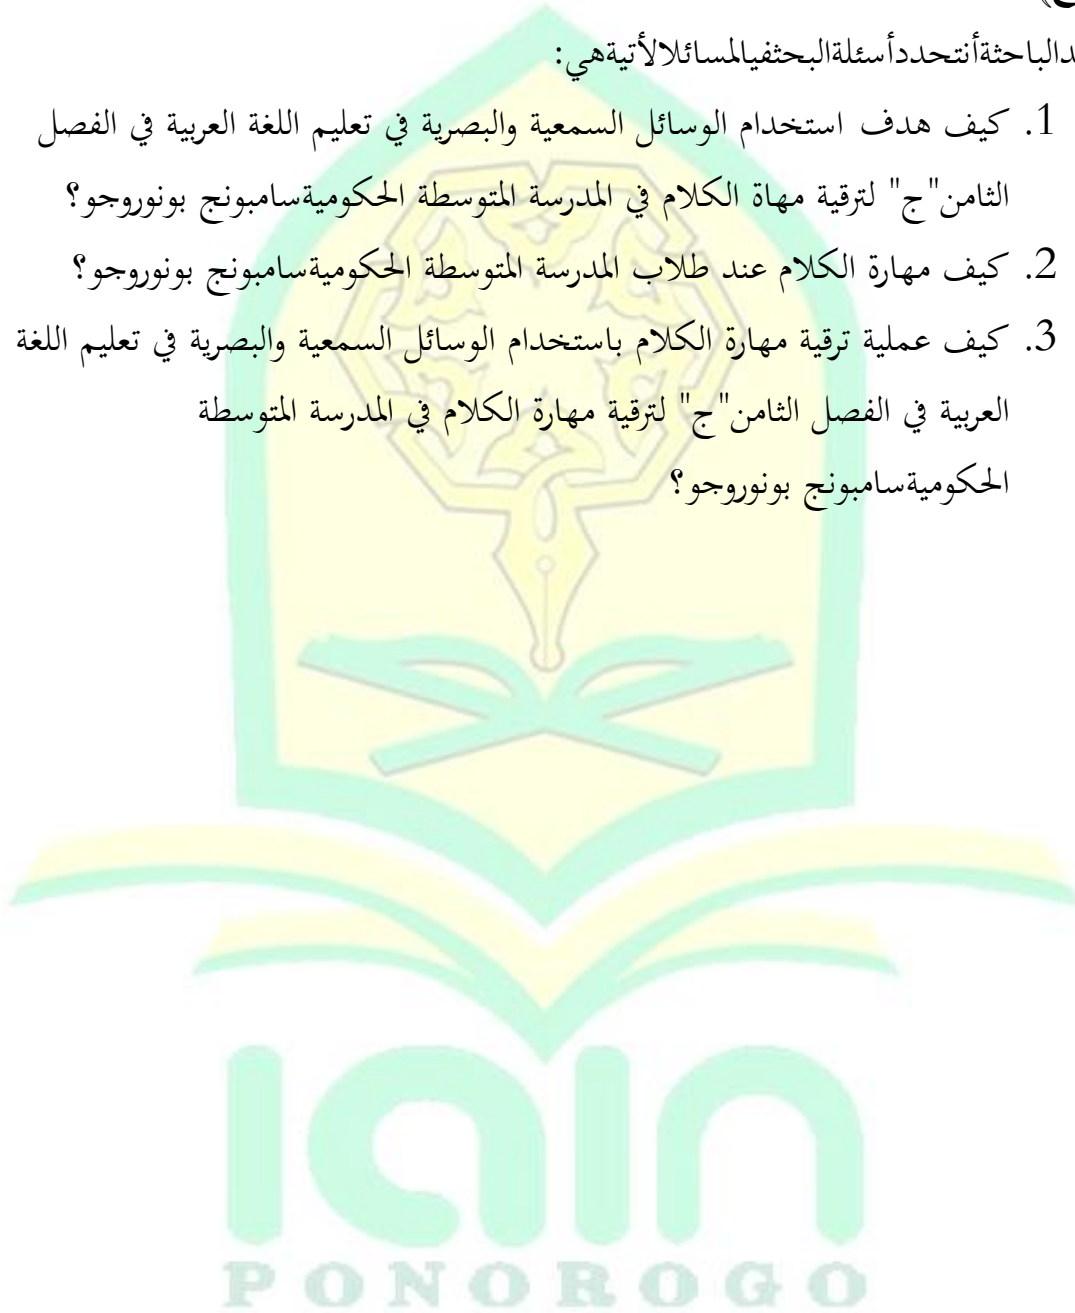 دالباحثةأنتحددأسئلةالبحثفيالمسائلالأتيةهي:
1. كيف هدف استخدام الوسائل السمعية والبصرية في تعليم اللغة العربية في الفصل
الثامن"ج" لترقية مهاة الكلام في المدرسة المتوسطة الحكوميةسامبونج بونوروجو؟
2. كيف مهارة الكلام عند طلاب المدرسة المتوسطة الحكوميةسامبونج بونوروجو؟
3. كيف عملية ترقية مهارة الكلام باستخدام الوسائل السمعية والبصرية في تعليم اللغة
العربية في الفصل الثامن"ج" لترقية مهارة الكلام في المدرسة المتوسطة
الحكوميةسامبونج بونوروجو؟
IAIN
PONOROGO